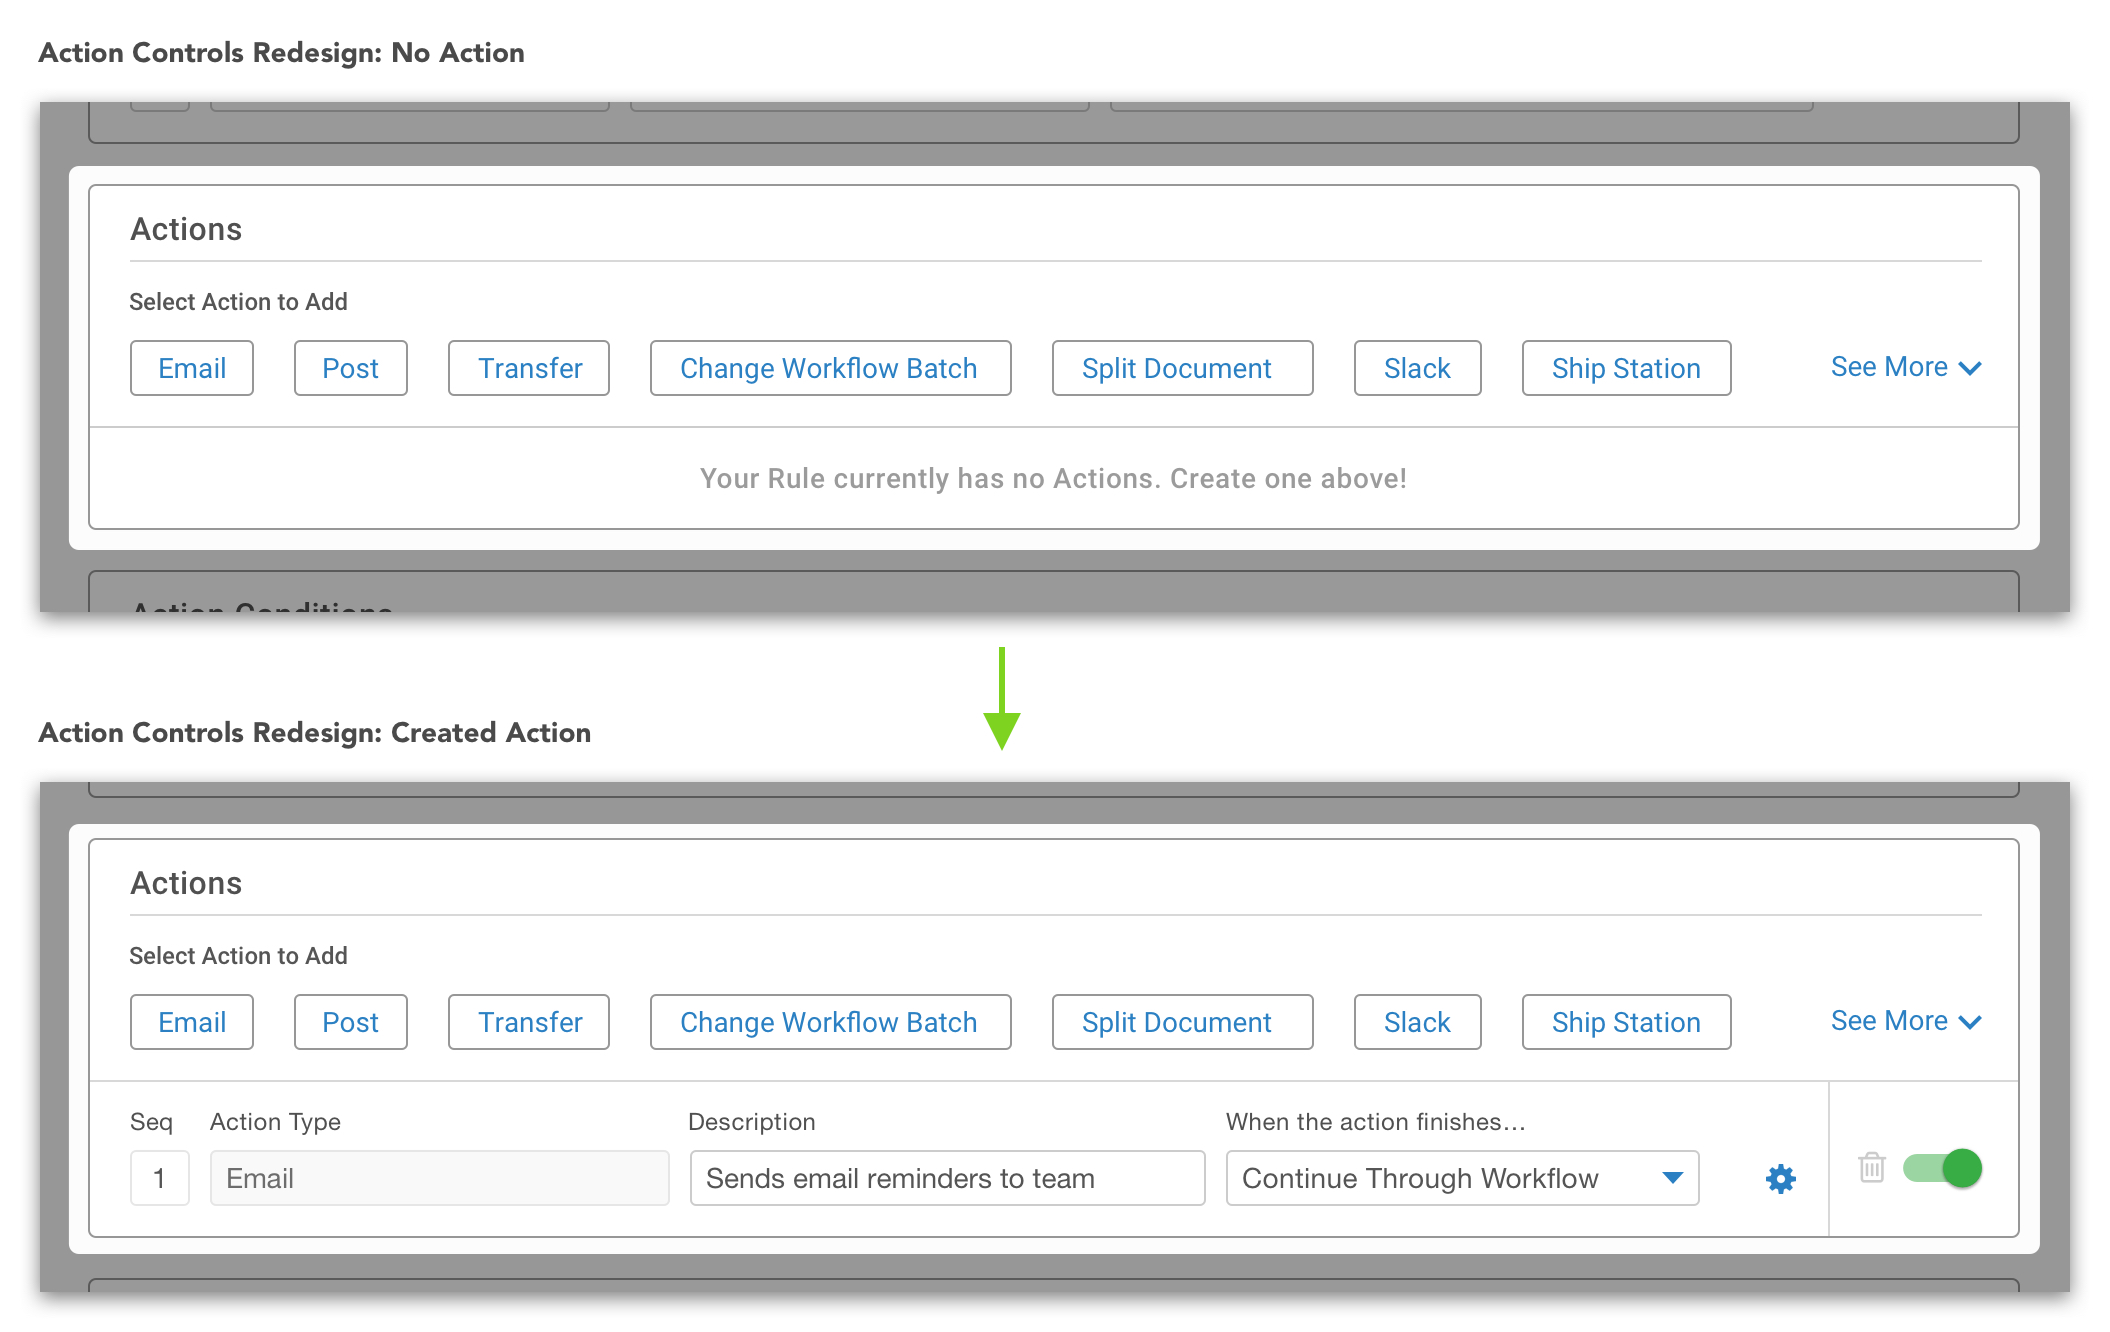 Action Controls Redesign: No Action
Actions
Select Action to Add
Email Post Transfer Change Workflow Batch Split Document Slack Ship Station See More
Your Rule currently has no Actions. Create one above!
Action Conditions
Action Controls Redesign: Created Action
Actions
Select Action to Add
Email Post Transfer Change Workflow Batch Split Document Slack Ship Station See More
Seq Action Type Description When the action finishes...
1 Email Sends email reminders to team Continue Through Workflow